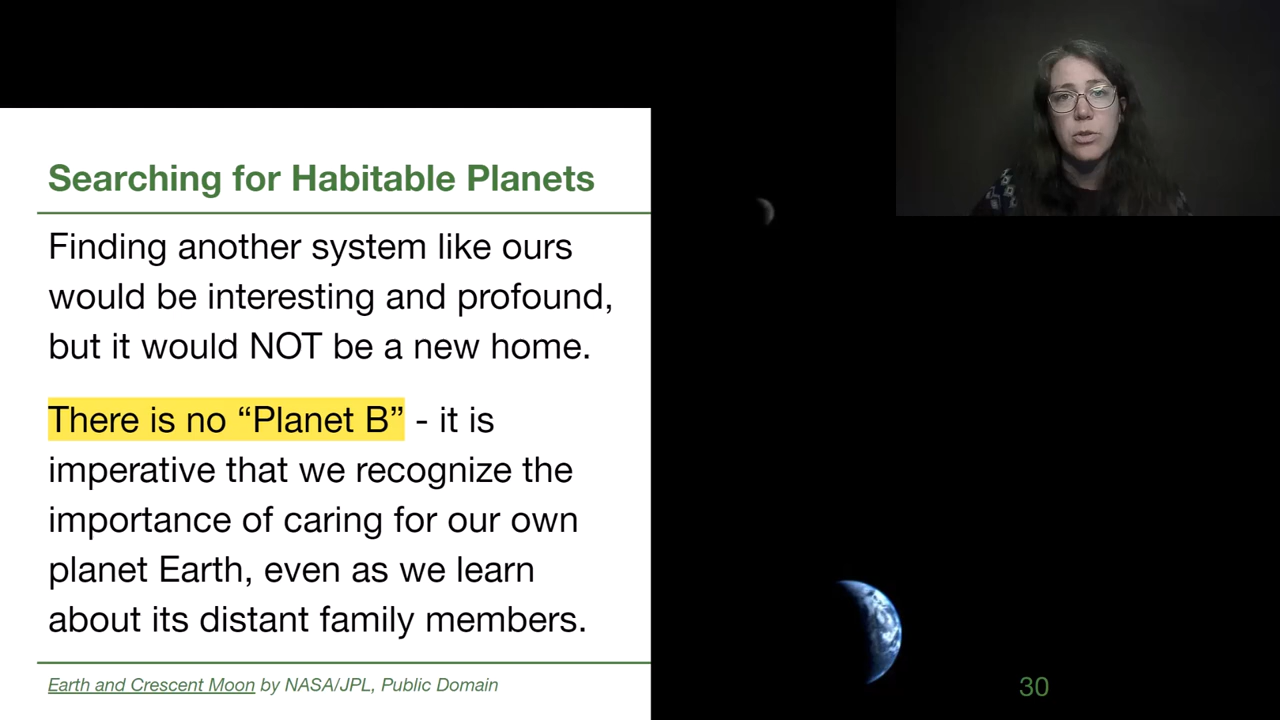 Searching for Habitable Planets
Finding another system like ours
would be interesting and profound,
but it would NOT be a new home.
There is no “Planet B” - it is
imperative that we recognize the
importance of caring for our own
planet Earth, even as we learn
about its distant family members.
Earth and Crescent Moon by NASA/JPL, Public Domain
30